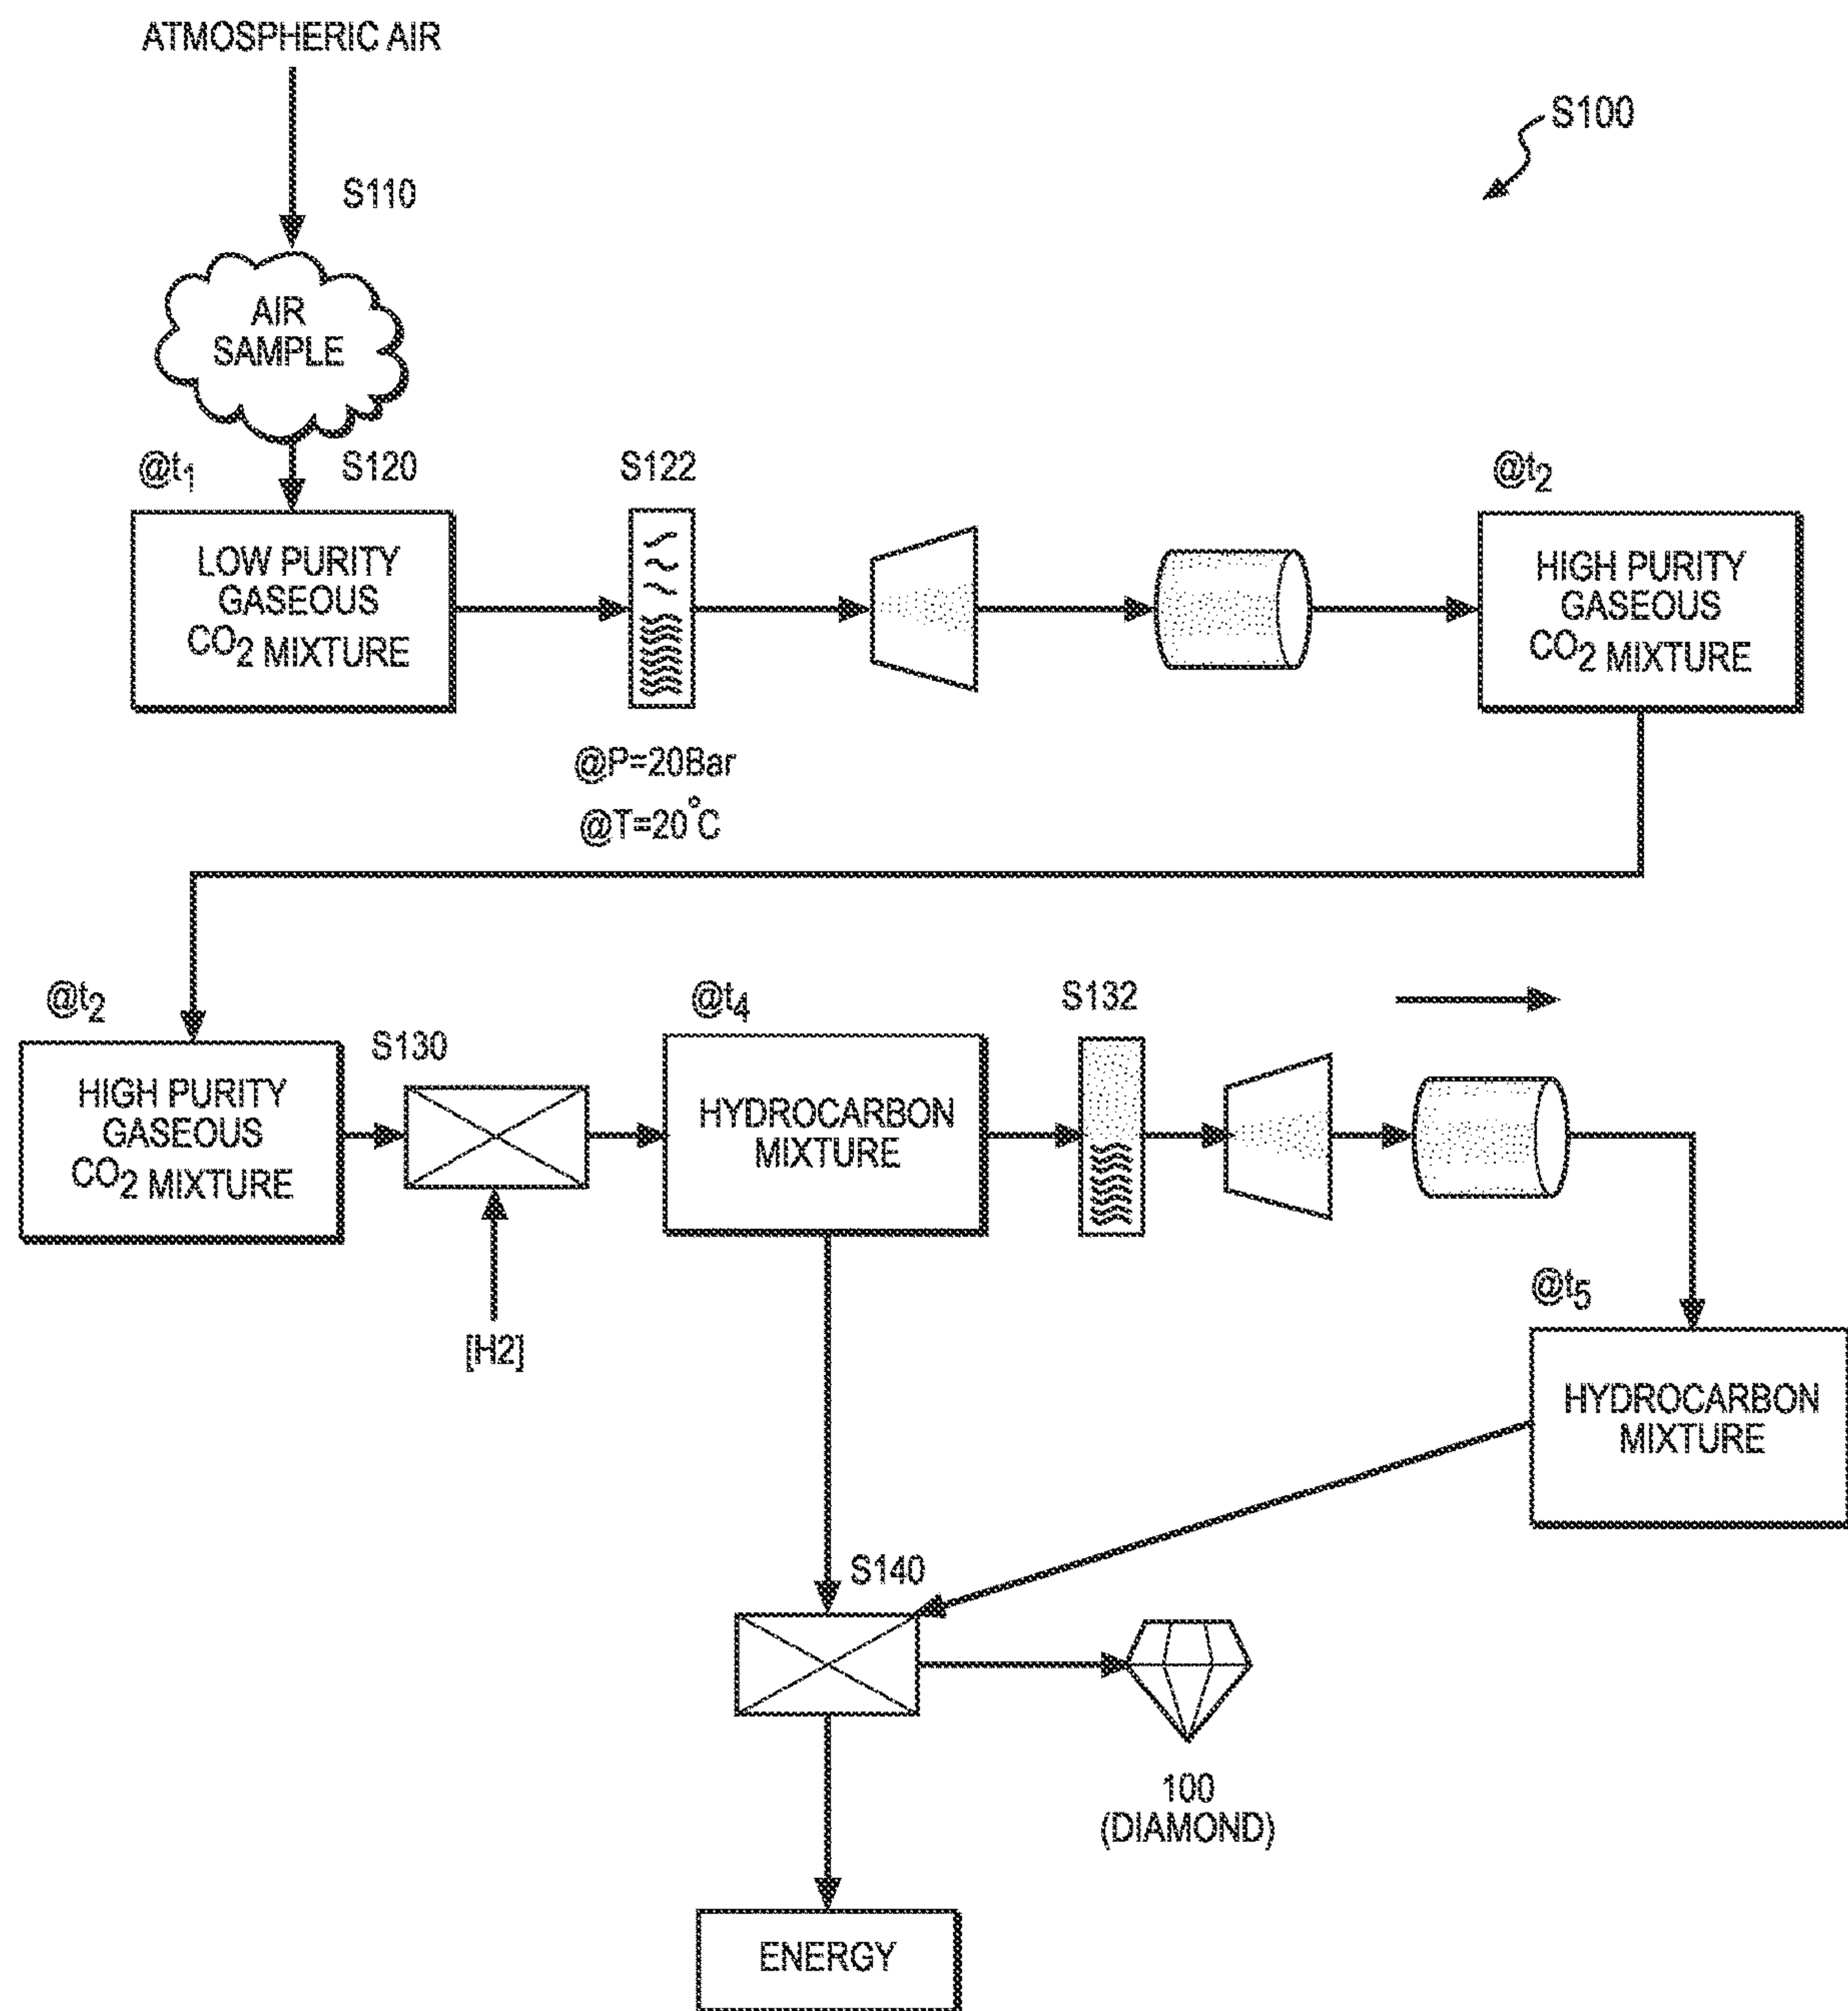 ATMOSPHERIC AIR
S100
S110
AIR
SAMPLE
@t1
S120
S122
@t2
LOW PURITY
GASEOUS
CO2 MIXTURE
HIGH PURITY
GASEOUS
CO2 MIXTURE
@P=20Bar
@T=20°C
@t2
S130
@t4
S132
HIGH PURITY
GASEOUS
CO2 MIXTURE
HYDROCARBON
MIXTURE
[H2]
@t5
HYDROCARBON
MIXTURE
S140
100
(DIAMOND)
ENERGY